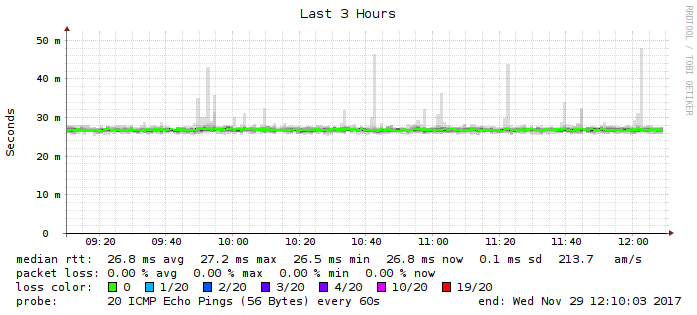 Last 3 Hours
RRDTOOL / TOBI OETIKER
Seconds
50 m
40 m
30 m
20 m
10 m
0
09:20 09:40 10:00 10:20 10:40 11:00 11:20 11:40 12:00
median rtt: 26.8 ms avg 27.2 ms max 26.5 ms min 26.8 ms now 0.1 ms sd 213.7 am/s
packet loss: 0.00 % avg 0.00 % max 0.00 % min 0.00 % now
loss color: 0 1/20 2/20 3/20 4/20 10/20 19/20
probe: 20 ICMP Echo Pings (56 Bytes) every 60s end: Wed Nov 29 12:10:03 2017